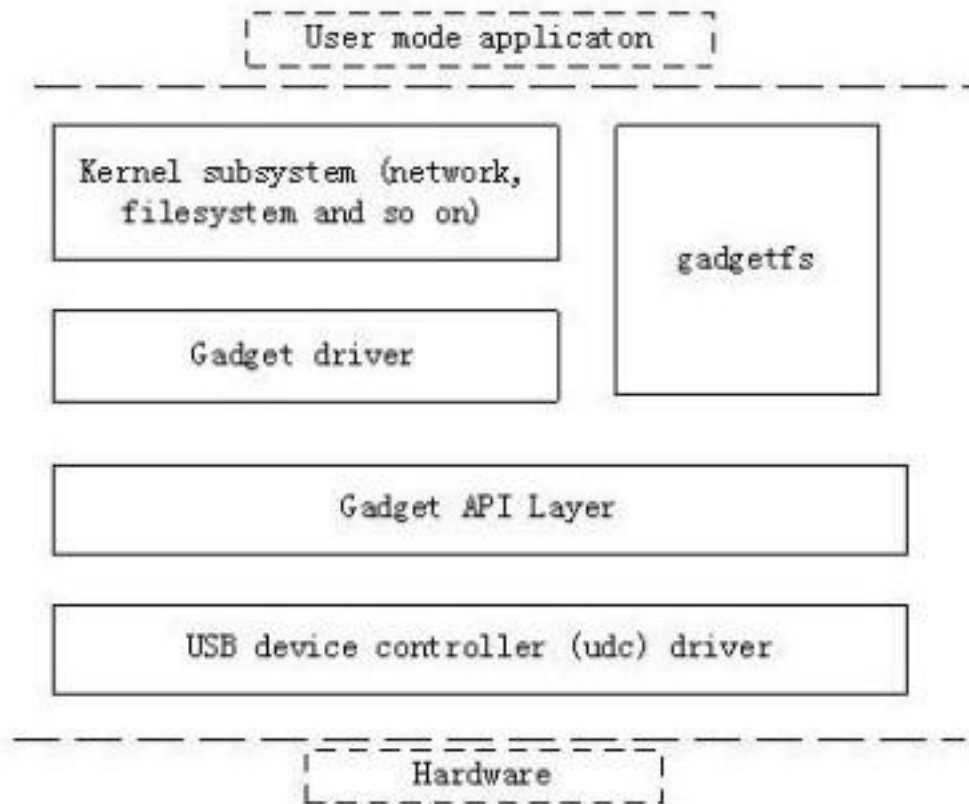 User mode applicaton
Kernel subsystem (network,
filesystem and so on)
gadgetfs
Gadget driver
Gadget API Layer
USB device controller (udc) driver
Hardware